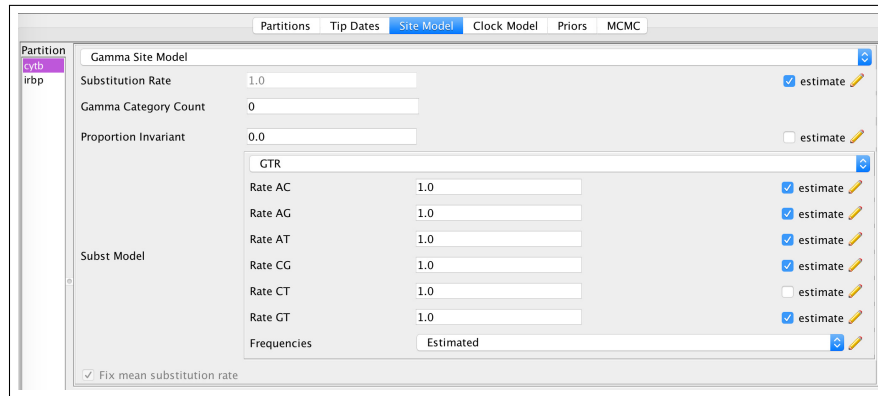 Partitions Tip Dates Site Model Clock Model Priors MCMC
Partition
cytb
irbp
Gamma Site Model
Substitution Rate 1.0 estimate
Gamma Category Count 0
Proportion Invariant 0.0 estimate
Subst Model
GTR
Rate AC 1.0 estimate
Rate AG 1.0 estimate
Rate AT 1.0 estimate
Rate CG 1.0 estimate
Rate CT 1.0 estimate
Rate GT 1.0 estimate
Frequencies Estimated
Fix mean substitution rate